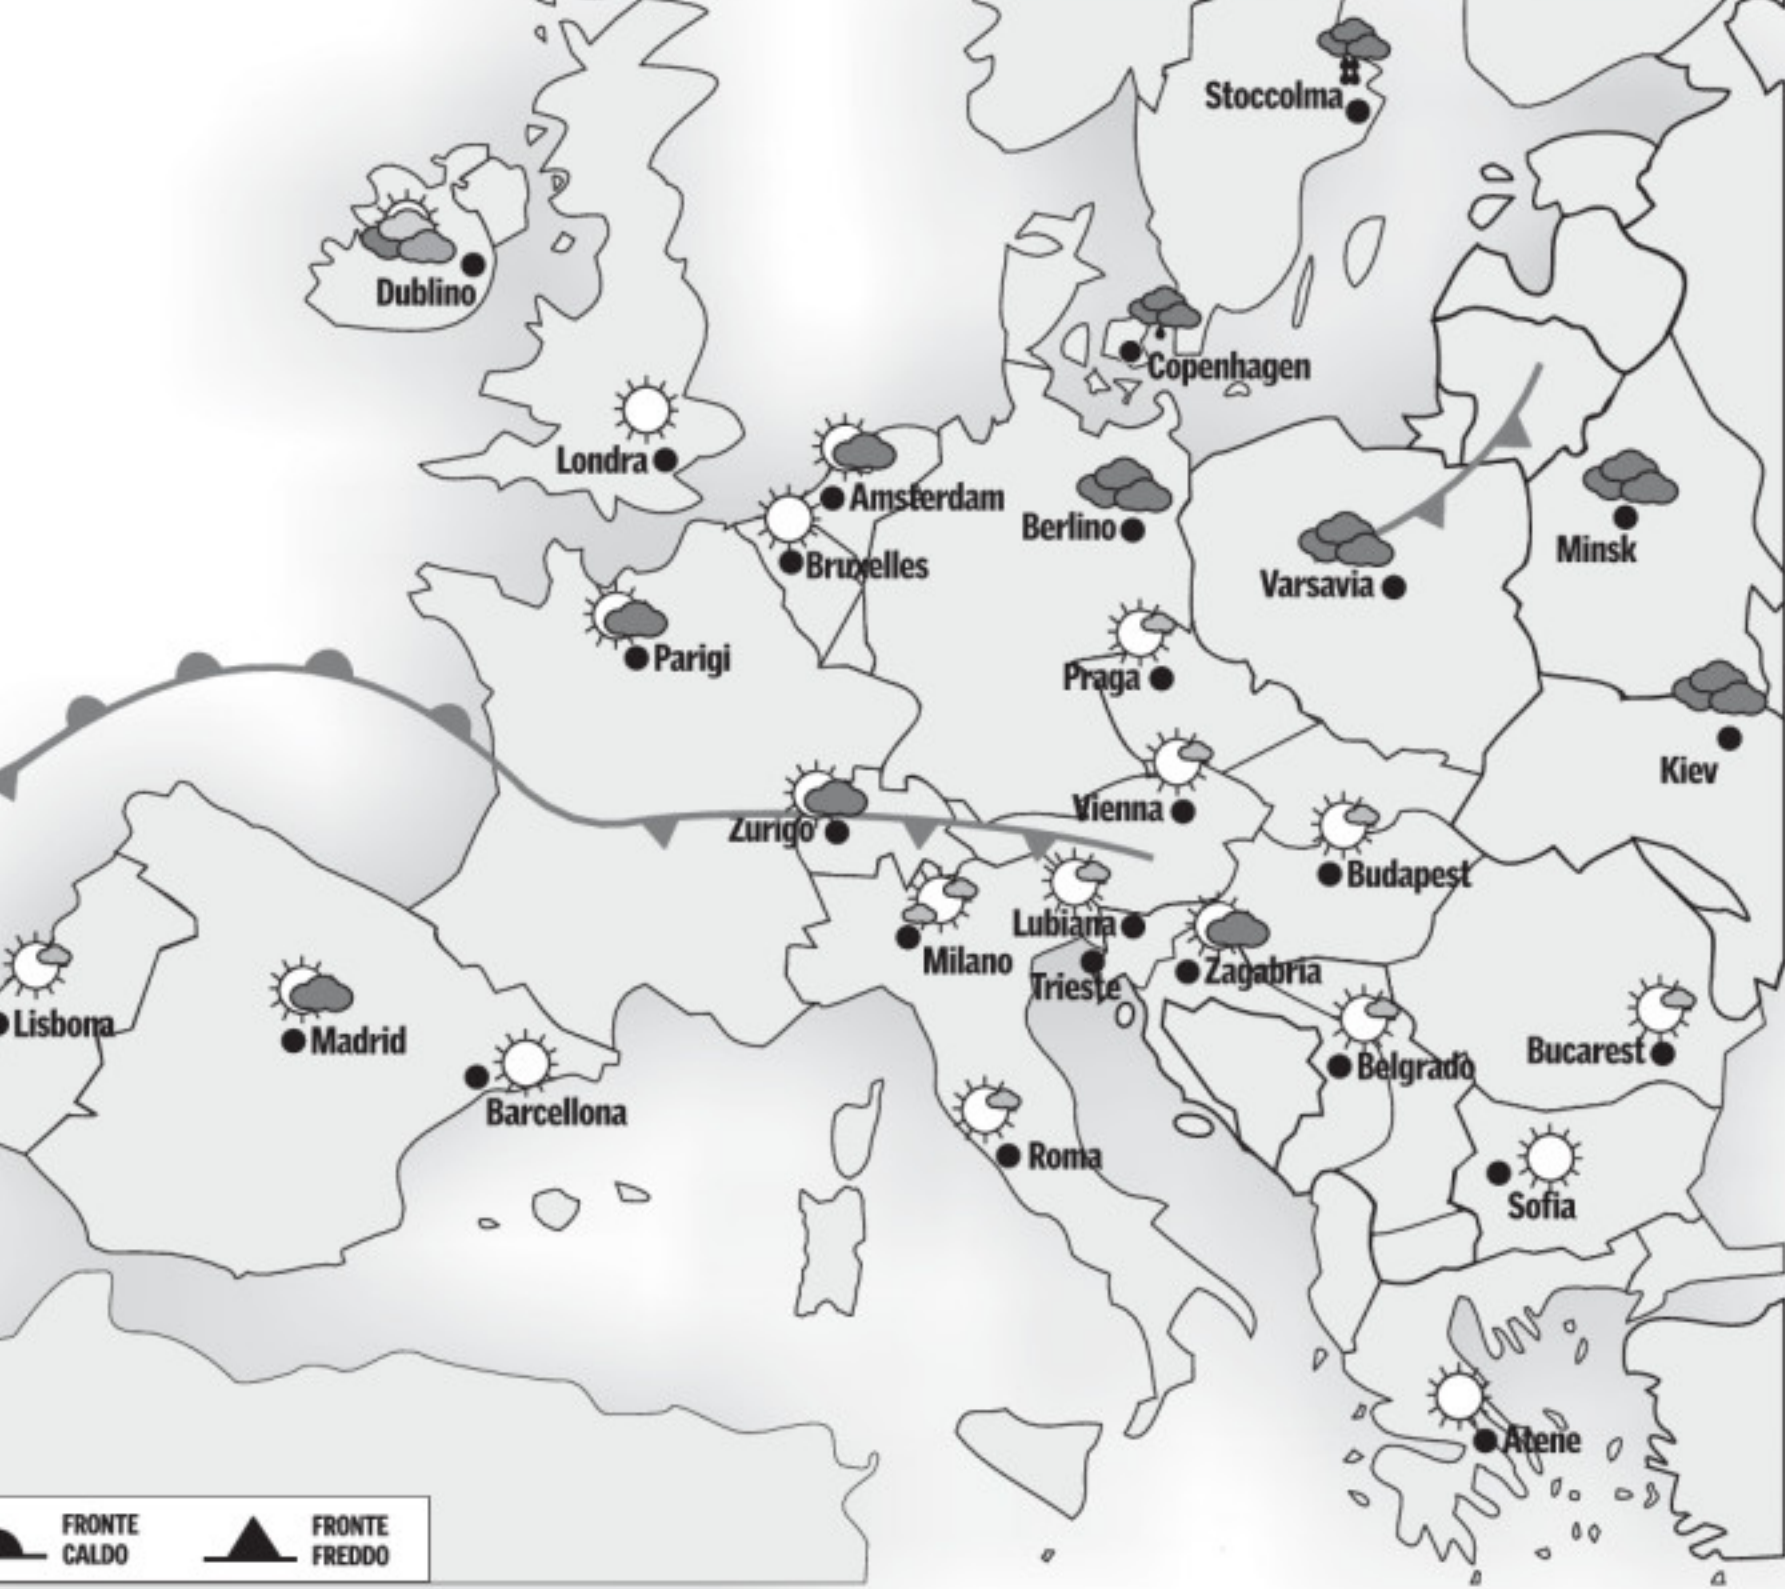 Stoccolma
Dublino
Copenhagen
Londra
Amsterdam
Berlino
Minsk
Bruxelles
Varsavia
Parigi
Praga
Kiev
Vienna
Zurigo
Budapest
Lubiana
Milano
Zagabria
Trieste
Lisbona
Madrid
Belgrado
Bucarest
Barcellona
Roma
Sofia
Atene
FRONTE
CALDO
FRONTE
FREDDO